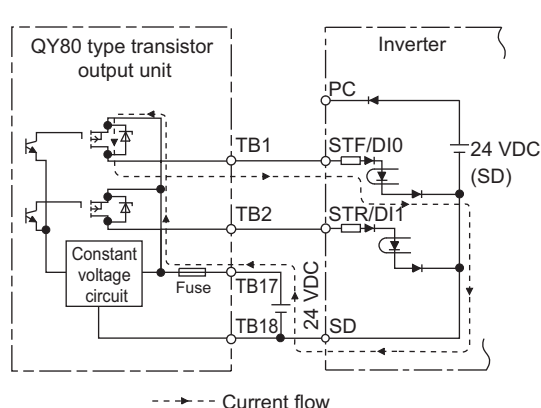 QY80 type transistor
output unit
Inverter
PC
TB1
STF/DI0
24 VDC
(SD)
TB2
STR/DI1
Constant
voltage
circuit
Fuse
TB17
24 VDC
TB18
SD
Current flow